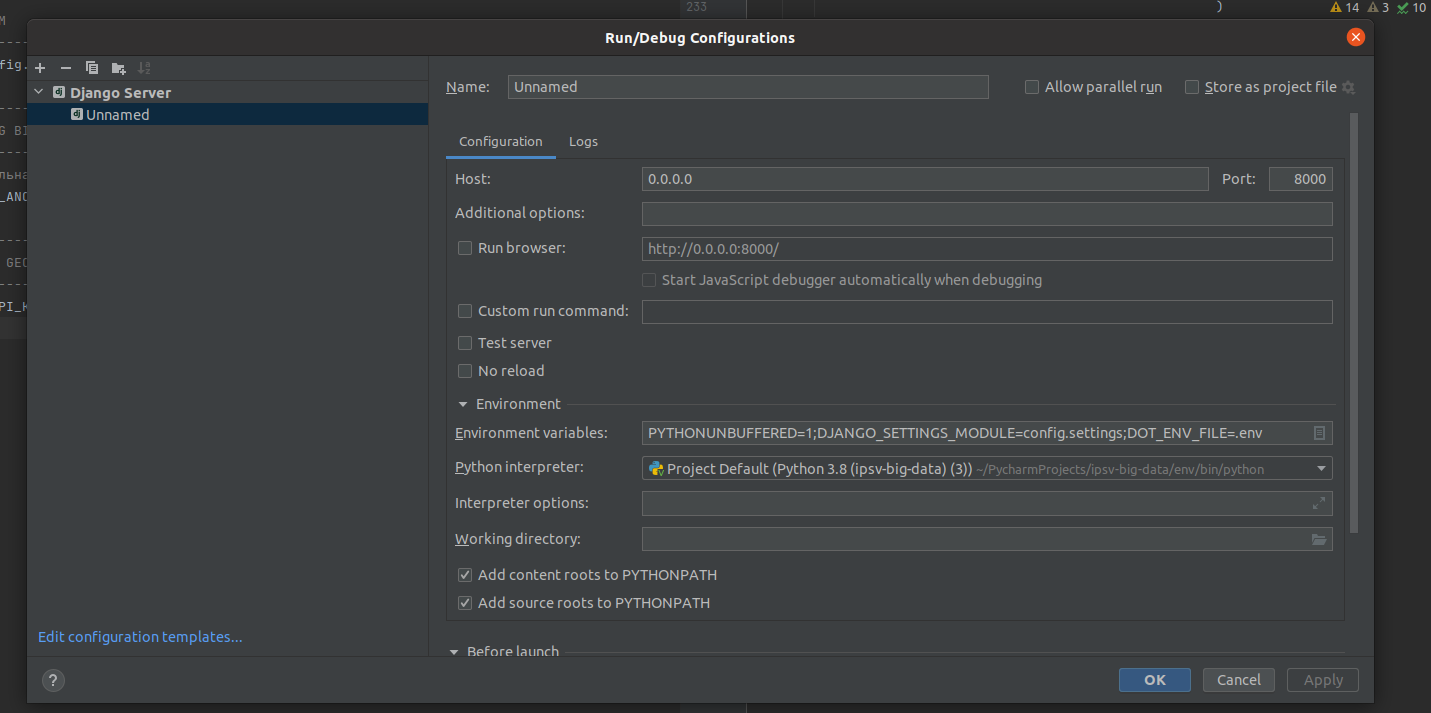 233
)
14 3 10
М
Run/Debug Configurations
fig.
G BI
льна
_LANG
GEO
PI_K
Django Server
Unnamed
Edit configuration templates...
Name: Unnamed
Allow parallel run
Store as project file
Configuration Logs
Host: 0.0.0.0 Port: 8000
Additional options:
Run browser: http://0.0.0.0:8000/
Start JavaScript debugger automatically when debugging
Custom run command:
Test server
No reload
Environment
Environment variables: PYTHONUNBUFFERED=1;DJANGO_SETTINGS_MODULE=config.settings;DOT_ENV_FILE=.env
Python interpreter: Project Default (Python 3.8 (ipsv-big-data) (3)) ~/PycharmProjects/ipsv-big-data/env/bin/python
Interpreter options:
Working directory:
Add content roots to PYTHONPATH
Add source roots to PYTHONPATH
Before launch
?
OK Cancel Apply